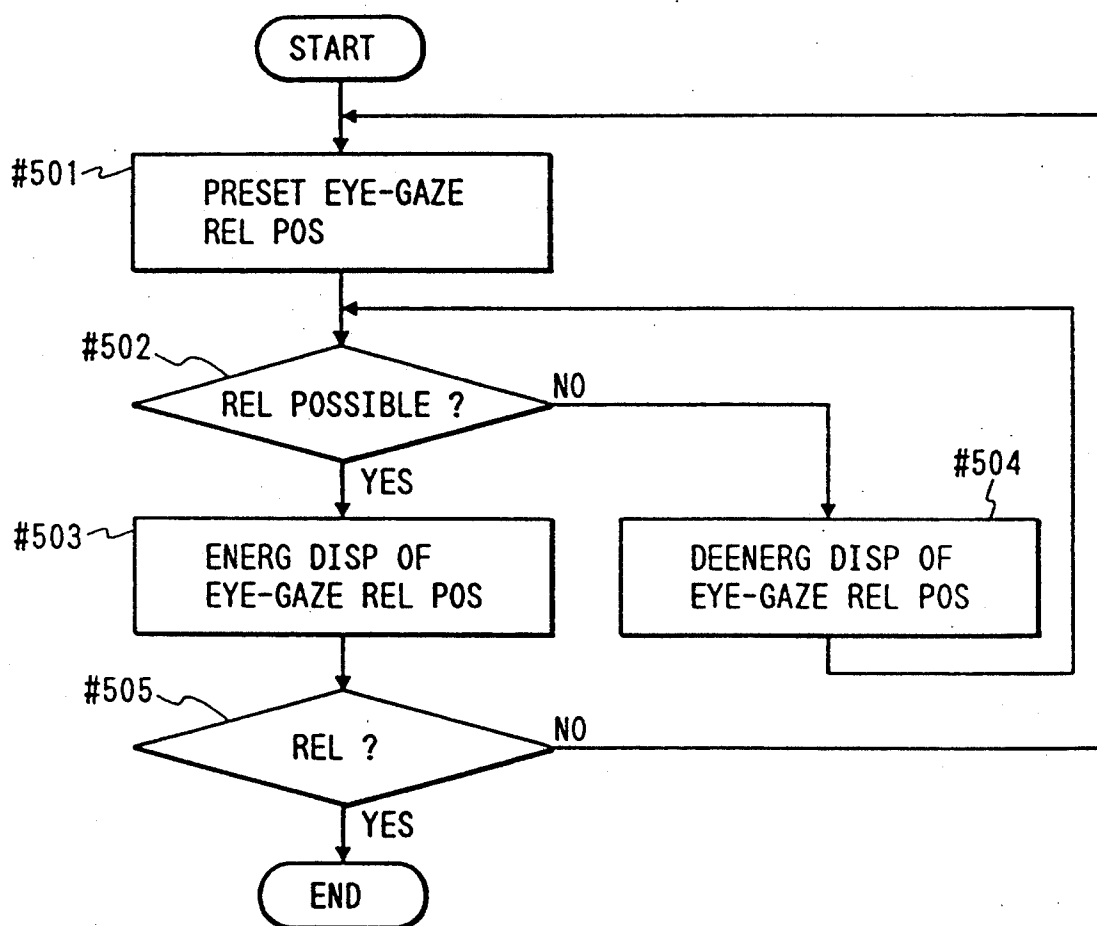 START
#501
PRESET EYE-GAZE
REL POS
#502
REL POSSIBLE ?
NO
YES
#503
ENERG DISP OF
EYE-GAZE REL POS
#504
DEENERG DISP OF
EYE-GAZE REL POS
#505
REL ?
NO
YES
END